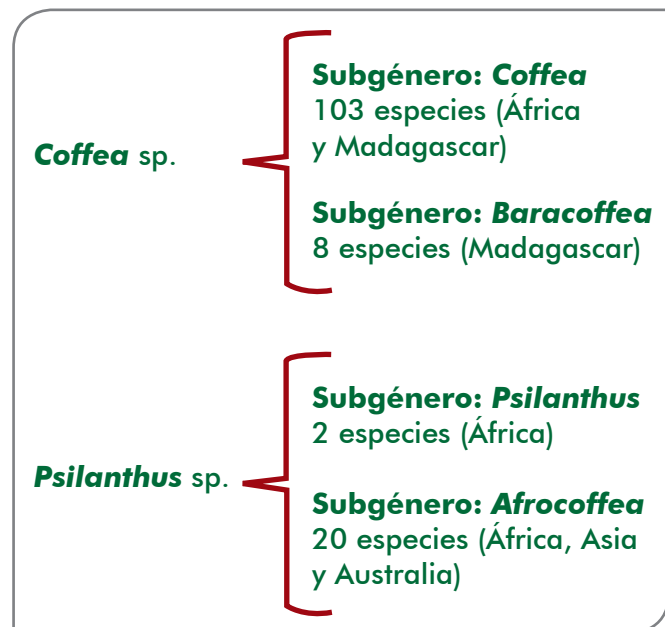 Coffea sp.
Subgénero: Coffea
103 especies (África
y Madagascar)
Subgénero: Baracoffea
8 especies (Madagascar)
Psilanthus sp.
Subgénero: Psilanthus
2 especies (África)
Subgénero: Afrocoffea
20 especies (África, Asia
y Australia)